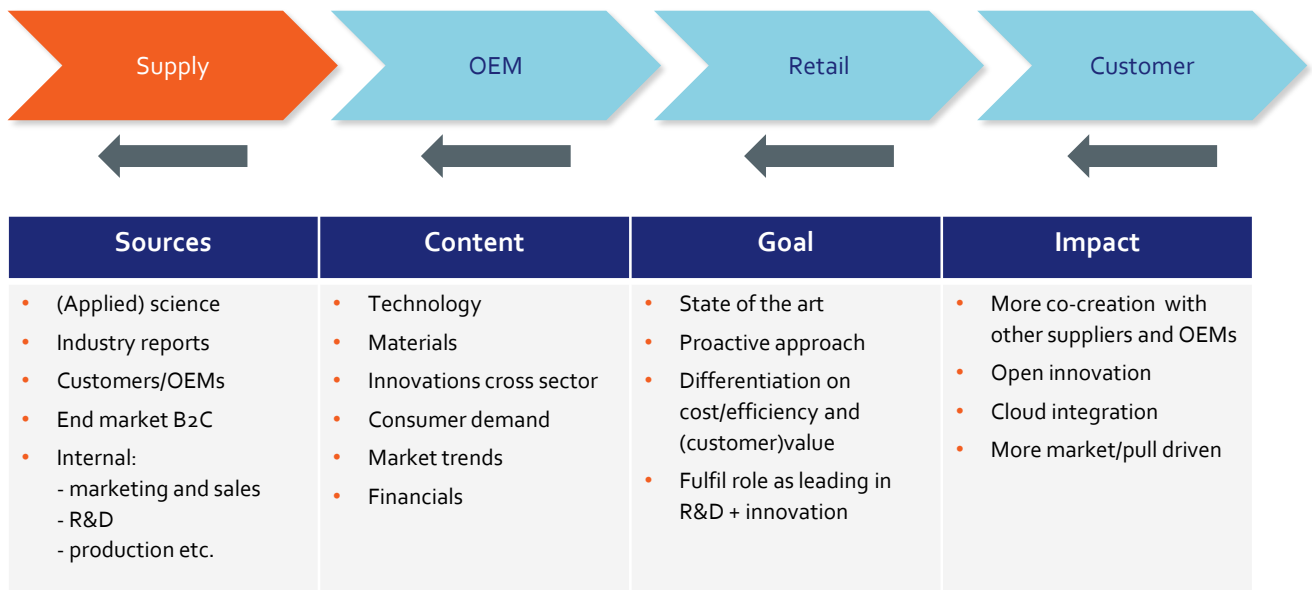 Supply
OEM
Retail
Customer
Sources
Content
Goal
Impact
• (Applied) science
• Industry reports
• Customers/OEMs
• End market B2C
• Internal:
- marketing and sales
- R&D
- production etc.
• Technology
• Materials
• Innovations cross sector
• Consumer demand
• Market trends
• Financials
• State of the art
• Proactive approach
• Differentiation on
cost/efficiency and
(customer)value
• Fulfil role as leading in
R&D + innovation
• More co-creation with
other suppliers and OEMs
• Open innovation
• Cloud integration
• More market/pull driven